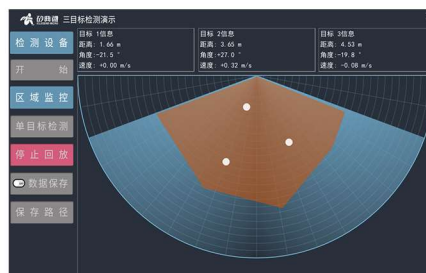 三目标检测演示
目标 1信息
距离: 1.66 m
角度:-21.5 °
速度: +0.00 m/s
目标 2信息
距离: 3.65 m
角度:+27.0 °
速度: +0.32 m/s
目标 3信息
距离: 4.53 m
角度:-19.8 °
速度: -0.08 m/s
检测设备
开 始
区域监控
单目标检测
停止回放
数据保存
保存路径